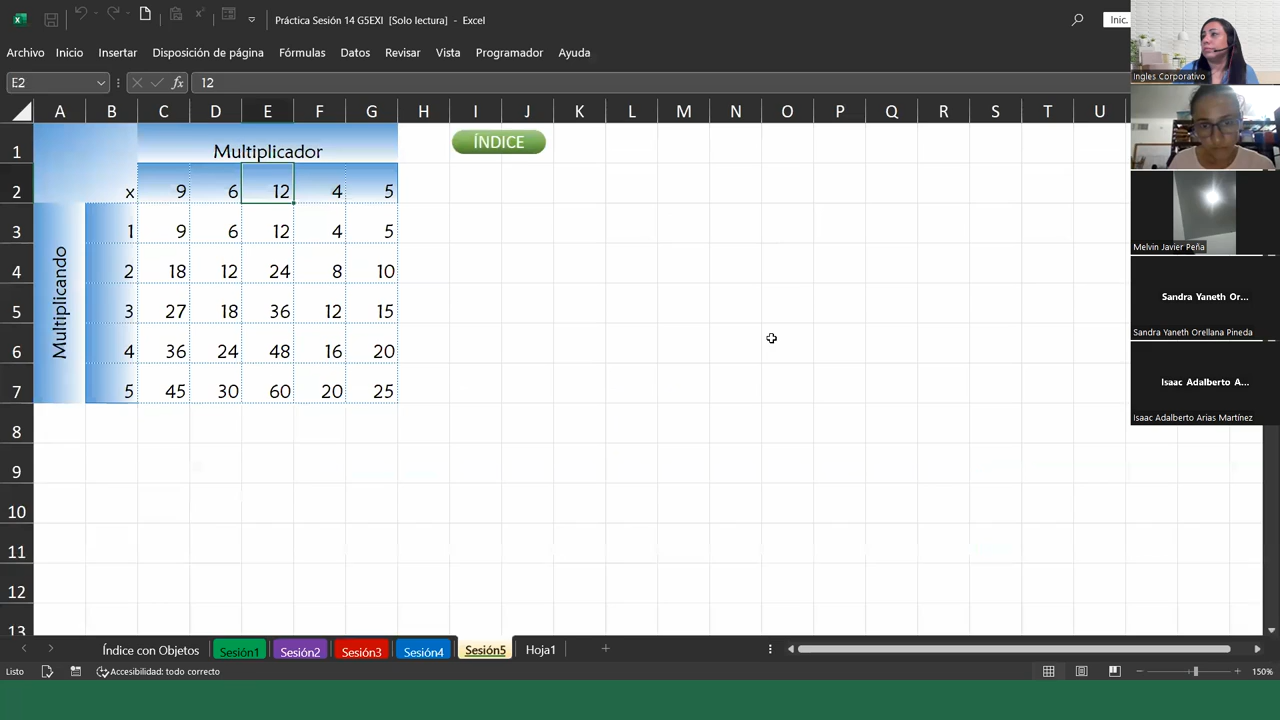 Práctica Sesión 14 G5EXI [Solo lectura] - Excel
Inic.
Archivo Inicio Insertar Disposición de página Fórmulas Datos Revisar Vista Programador Ayuda
E2 fx 12
A B C D E F G H I J K L M N O P Q R S T U
1 Multiplicador ÍNDICE
2 x 9 6 12 4 5
3 1 9 6 12 4 5
4 2 18 12 24 8 10
5 3 27 18 36 12 15
6 4 36 24 48 16 20
7 5 45 30 60 20 25
Multiplicando
8
9
10
11
12
13
Índice con Objetos Sesión1 Sesión2 Sesión3 Sesión4 Sesión5 Hoja1
Listo Accesibilidad: todo correcto 150%
Ingles Corporativo
Melvin Javier Peña
Sandra Yaneth Or...
Sandra Yaneth Orellana Pineda
Isaac Adalberto A...
Isaac Adalberto Arias Martínez